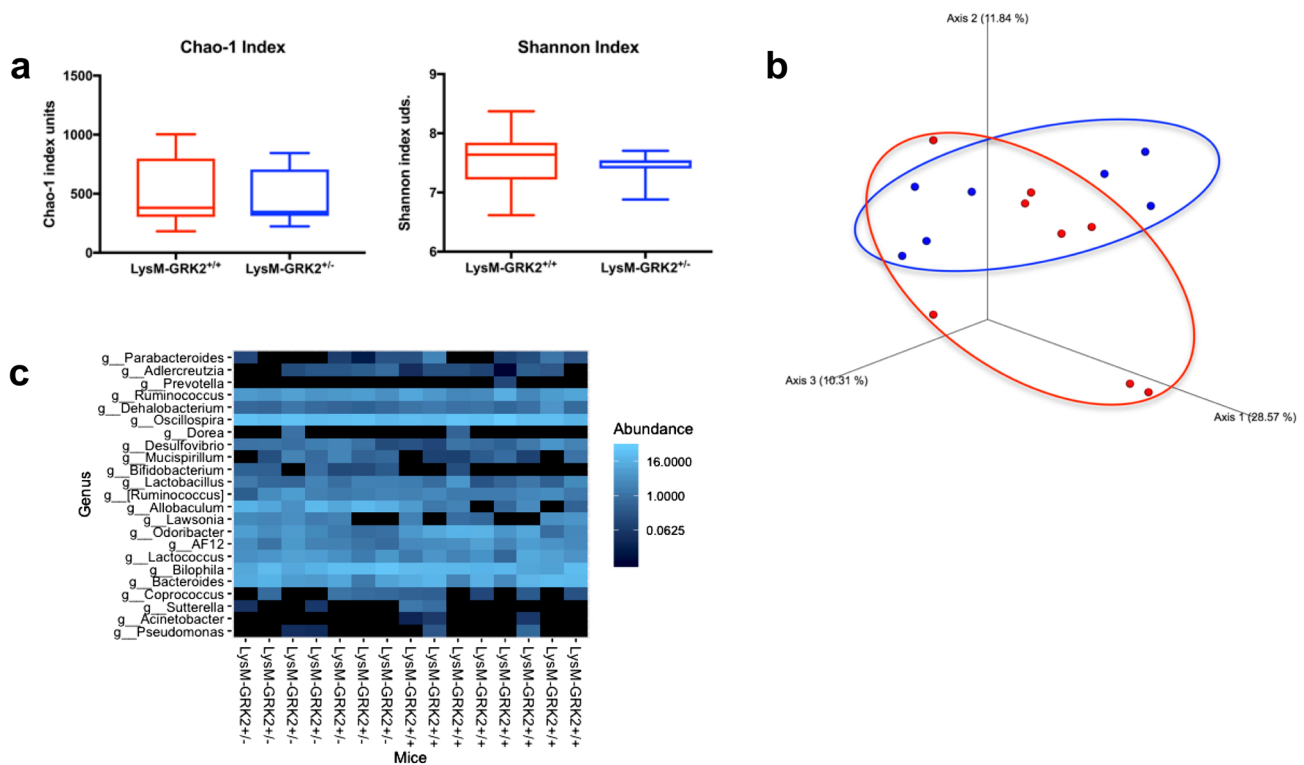 a
Chao-1 Index
Chao-1 index units
1500
1000
500
0
LysM-GRK2+/+
LysM-GRK2+/-
Shannon Index
Shannon index uds.
9
8
7
6
LysM-GRK2+/+
LysM-GRK2+/-
b
Axis 2 (11.84 %)
Axis 3 (10.31 %)
Axis 1 (28.57 %)
c
Genus
g__Parabacteroides
g__Adlercreutzia
g__Prevotella
g__Ruminococcus
g__Dehalobacterium
g__Oscillospira
g__Dorea
g__Desulfovibrio
g__Mucispirillum
g__Bifidobacterium
g__Lactobacillus
g__[Ruminococcus]
g__Allobaculum
g__Lawsonia
g__Odoribacter
g__AF12
g__Lactococcus
g__Bilophila
g__Bacteroides
g__Coprococcus
g__Sutterella
g__Acinetobacter
g__Pseudomonas
LysM-GRK2+/-
LysM-GRK2+/-
LysM-GRK2+/-
LysM-GRK2+/-
LysM-GRK2+/-
LysM-GRK2+/-
LysM-GRK2+/-
LysM-GRK2+/+
LysM-GRK2+/+
LysM-GRK2+/+
LysM-GRK2+/+
LysM-GRK2+/+
LysM-GRK2+/+
LysM-GRK2+/+
LysM-GRK2+/+
Mice
Abundance
16.0000
1.0000
0.0625